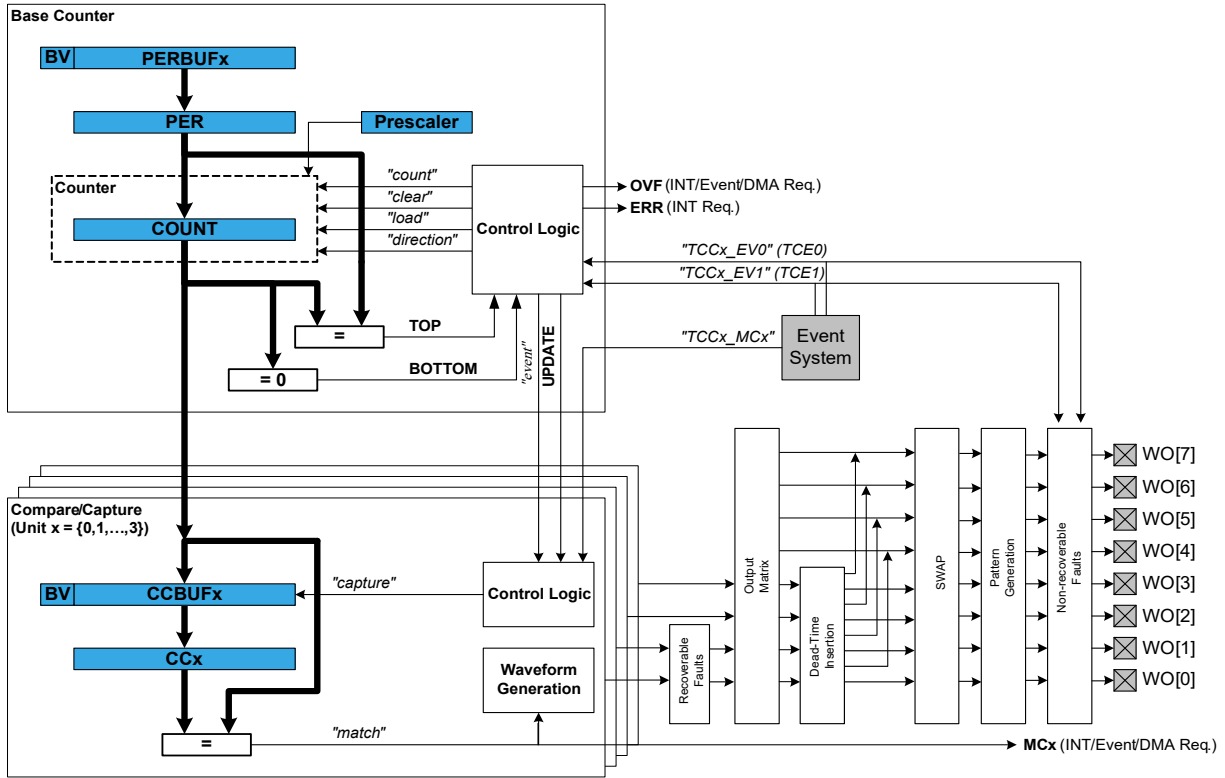 Base Counter
BV
PERBUFx
PER
Prescaler
Counter
COUNT
"count"
"clear"
"load"
"direction"
Control Logic
OVF (INT/Event/DMA Req.)
ERR (INT Req.)
"TCCx_EV0" (TCE0)
"TCCx_EV1" (TCE1)
"TCCx_MCx"
Event
System
=
TOP
= 0
BOTTOM
"event"
UPDATE
Compare/Capture
(Unit x = {0,1,…,3})
BV
CCBUFx
"capture"
Control Logic
CCx
Waveform
Generation
=
"match"
Recoverable
Faults
Output
Matrix
Dead-Time
Insertion
SWAP
Pattern
Generation
Non-recoverable
Faults
WO[7]
WO[6]
WO[5]
WO[4]
WO[3]
WO[2]
WO[1]
WO[0]
MCx (INT/Event/DMA Req.)